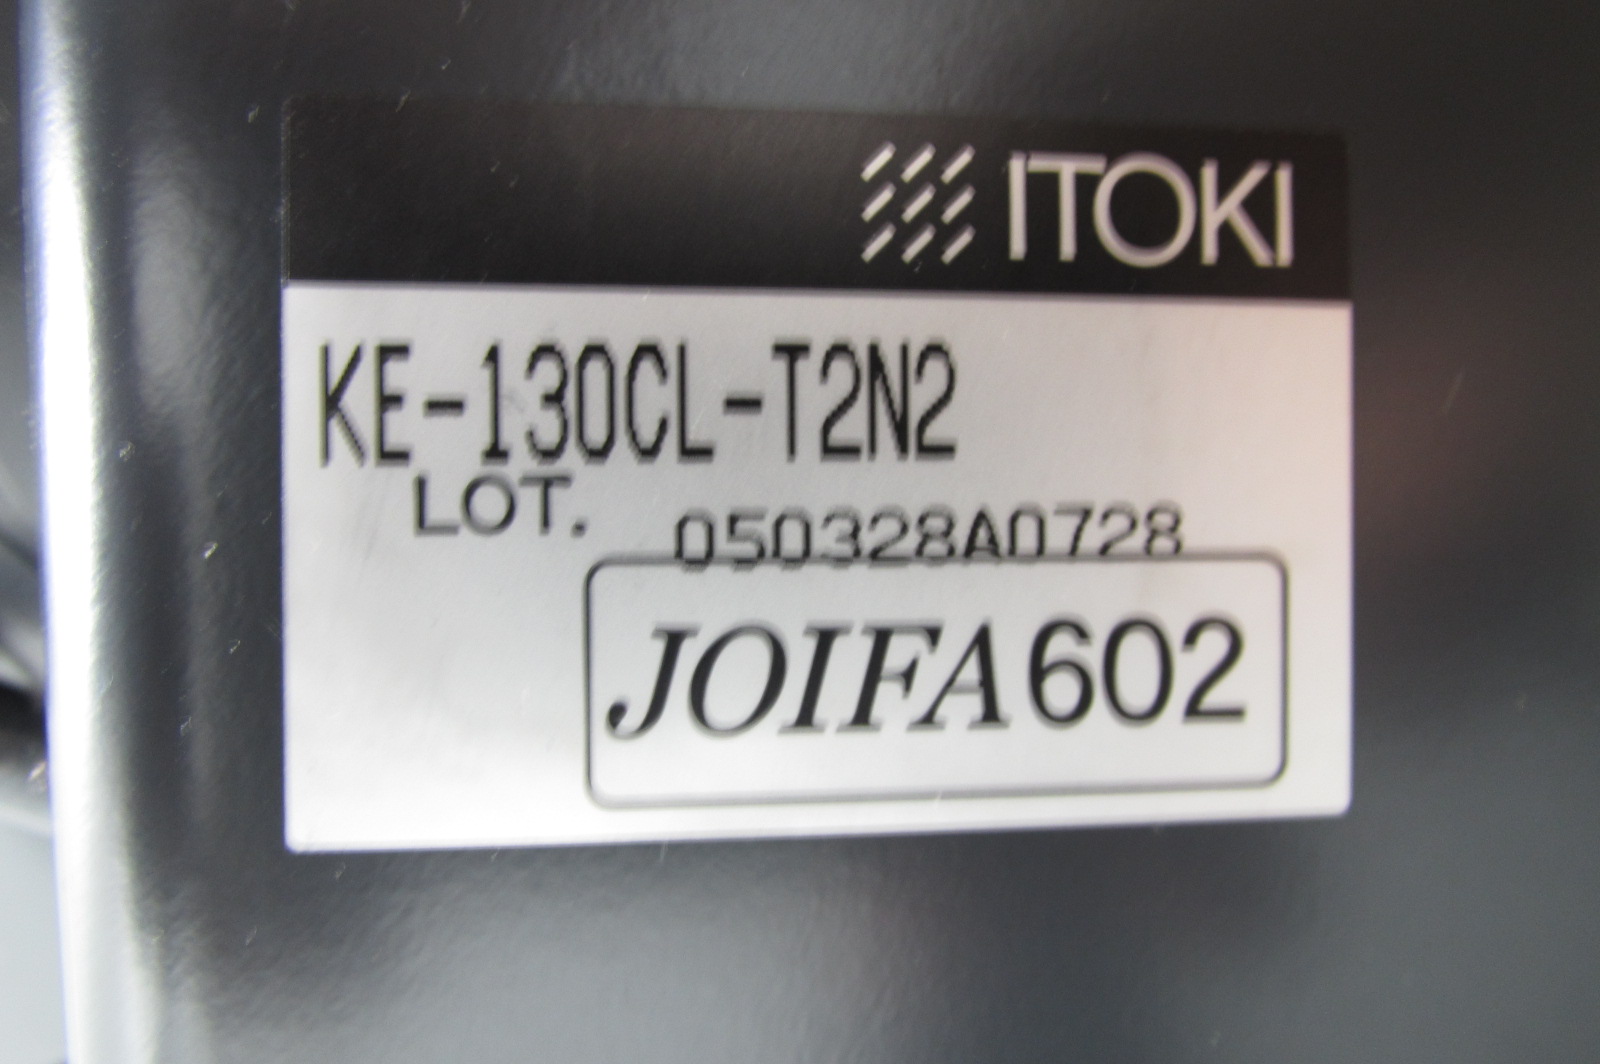 ITOKI
KE-130CL-T2N2
LOT. 050328A0728
JOIFA602